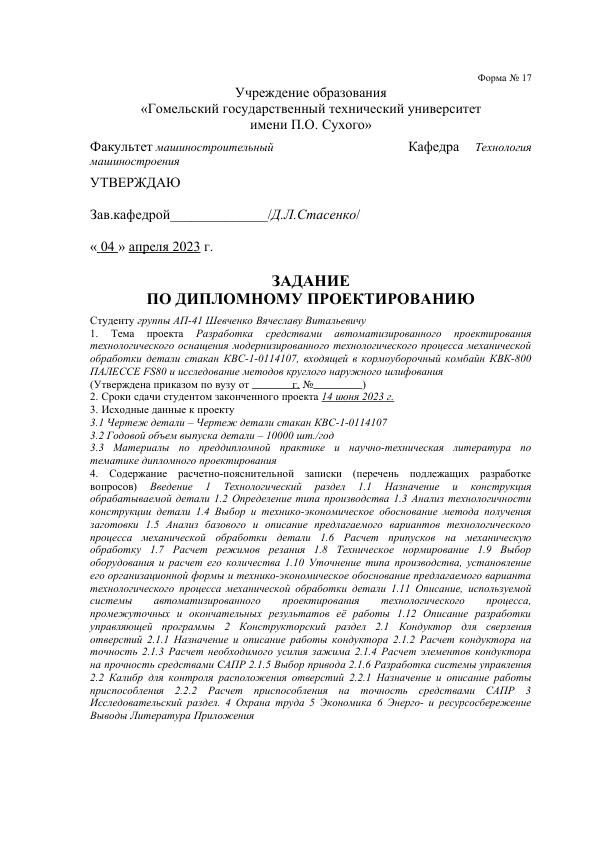 Форма № 17
Учреждение образования
«Гомельский государственный технический университет
имени П.О. Сухого»
Факультет машиностроительный Кафедра Технология
машиностроения
УТВЕРЖДАЮ
Зав.кафедрой______________/Д.Л.Стасенко/
« 04 » апреля 2023 г.
ЗАДАНИЕ
ПО ДИПЛОМНОМУ ПРОЕКТИРОВАНИЮ
Студенту группы АП-41 Шевченко Вячеславу Витальевичу
1. Тема проекта Разработка средствами автоматизированного проектирования
технологического оснащения модернизированного технологического процесса механической
обработки детали стакан КВС-1-0114107, входящей в кормоуборочный комбайн КВК-800
ПАЛЕССЕ FS80 и исследование методов круглого наружного шлифования
(Утверждена приказом по вузу от _______г. №_________)
2. Сроки сдачи студентом законченного проекта 14 июня 2023 г.
3. Исходные данные к проекту
3.1 Чертеж детали – Чертеж детали стакан КВС-1-0114107
3.2 Годовой объем выпуска детали – 10000 шт./год
3.3 Материалы по преддипломной практике и научно-техническая литература по
тематике дипломного проектирования
4. Содержание расчетно-пояснительной записки (перечень подлежащих разработке
вопросов) Введение 1 Технологический раздел 1.1 Назначение и конструкция
обрабатываемой детали 1.2 Определение типа производства 1.3 Анализ технологичности
конструкции детали 1.4 Выбор и технико-экономическое обоснование метода получения
заготовки 1.5 Анализ базового и описание предлагаемого вариантов технологического
процесса механической обработки детали 1.6 Расчет припусков на механическую
обработку 1.7 Расчет режимов резания 1.8 Техническое нормирование 1.9 Выбор
оборудования и расчет его количества 1.10 Уточнение типа производства, установление
его организационной формы и технико-экономическое обоснование предлагаемого варианта
технологического процесса механической обработки детали 1.11 Описание, используемой
системы автоматизированного проектирования технологического процесса,
промежуточных и окончательных результатов её работы 1.12 Описание разработки
управляющей программы 2 Конструкторский раздел 2.1 Кондуктор для сверления
отверстий 2.1.1 Назначение и описание работы кондуктора 2.1.2 Расчет кондуктора на
точность 2.1.3 Расчет необходимого усилия зажима 2.1.4 Расчет элементов кондуктора
на прочность средствами САПР 2.1.5 Выбор привода 2.1.6 Разработка системы управления
2.2 Калибр для контроля расположения отверстий 2.2.1 Назначение и описание работы
приспособления 2.2.2 Расчет приспособления на точность средствами САПР 3
Исследовательский раздел. 4 Охрана труда 5 Экономика 6 Энерго- и ресурсосбережение
Выводы Литература Приложения